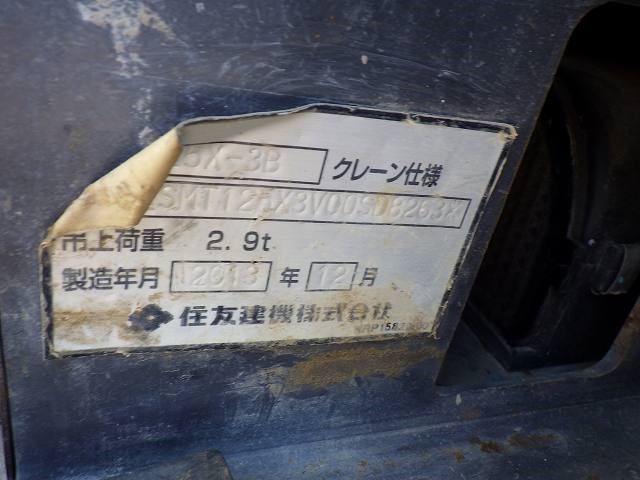 5X-3B クレーン仕様
SMT125X3V00SD8263X
吊上荷重 2.9t
製造年月 2013 年 12 月
住友建機株式会社